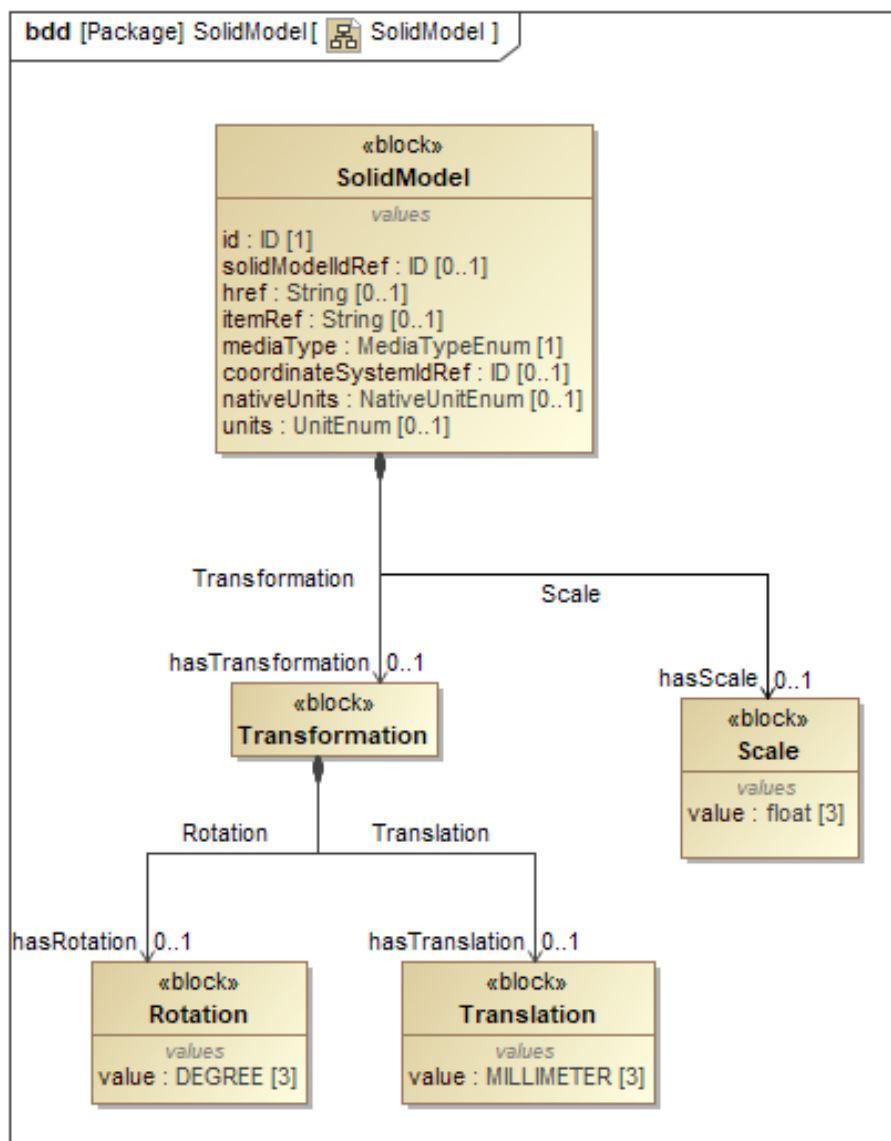 bdd [Package] SolidModel[ SolidModel ]
«block»
SolidModel
values
id : ID [1]
solidModelIdRef : ID [0..1]
href : String [0..1]
itemRef : String [0..1]
mediaType : MediaTypeEnum [1]
coordinateSystemIdRef : ID [0..1]
nativeUnits : NativeUnitEnum [0..1]
units : UnitEnum [0..1]
Transformation
Scale
hasTransformation 0..1
hasScale 0..1
«block»
Transformation
«block»
Scale
values
value : float [3]
Rotation
Translation
hasRotation 0..1
hasTranslation 0..1
«block»
Rotation
values
value : DEGREE [3]
«block»
Translation
values
value : MILLIMETER [3]